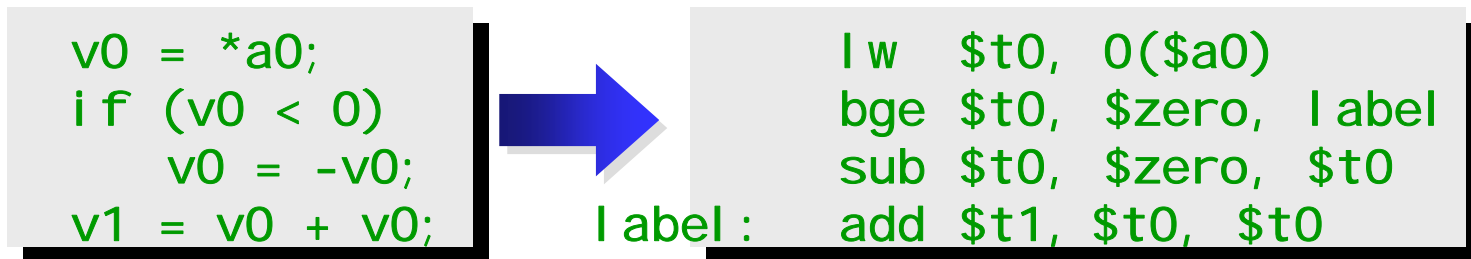 v0 = *a0;
if (v0 < 0)
v0 = -v0;
v1 = v0 + v0;
lw $t0, 0($a0)
bge $t0, $zero, label
sub $t0, $zero, $t0
label: add $t1, $t0, $t0